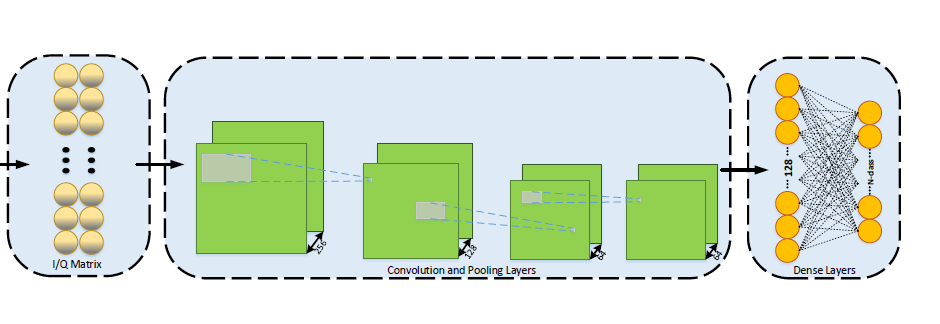 I/Q Matrix
256
128
64
64
Convolution and Pooling Layers
128
N-class
Dense Layers